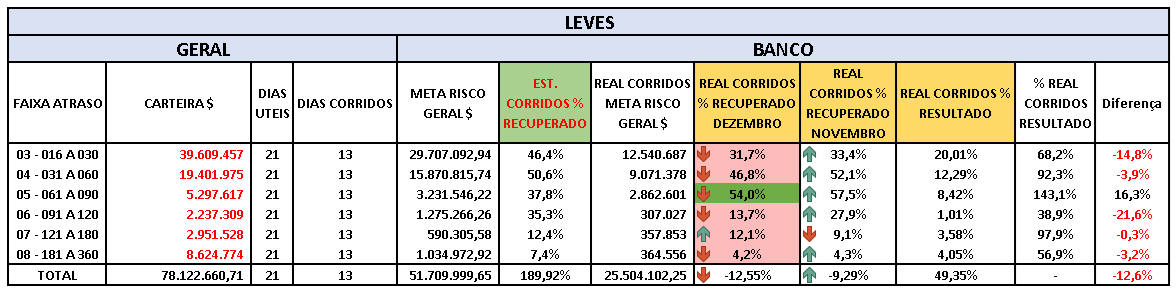 LEVES
GERAL BANCO
FAIXA ATRASO CARTEIRA $ DIAS UTEIS DIAS CORRIDOS META RISCO GERAL $ EST. CORRIDOS % RECUPERADO REAL CORRIDOS META RISCO GERAL $ REAL CORRIDOS % RECUPERADO DEZEMBRO REAL CORRIDOS % RECUPERADO NOVEMBRO REAL CORRIDOS % RESULTADO % REAL CORRIDOS RESULTADO Diferença
03 - 016 A 030 39.609.457 21 13 29.707.092,94 46,4% 12.540.687 31,7% 33,4% 20,01% 68,2% -14,8%
04 - 031 A 060 19.401.975 21 13 15.870.815,74 50,6% 9.071.378 46,8% 52,1% 12,29% 92,3% -3,9%
05 - 061 A 090 5.297.617 21 13 3.231.546,22 37,8% 2.862.601 54,0% 57,5% 8,42% 143,1% 16,3%
06 - 091 A 120 2.237.309 21 13 1.275.266,26 35,3% 307.027 13,7% 27,9% 1,01% 38,9% -21,6%
07 - 121 A 180 2.951.528 21 13 590.305,58 12,4% 357.853 12,1% 9,1% 3,58% 97,9% -0,3%
08 - 181 A 360 8.624.774 21 13 1.034.972,92 7,4% 364.556 4,2% 4,3% 4,05% 56,9% -3,2%
TOTAL 78.122.660,71 21 13 51.709.999,65 189,92% 25.504.102,25 -12,55% -9,29% 49,35% - -12,6%